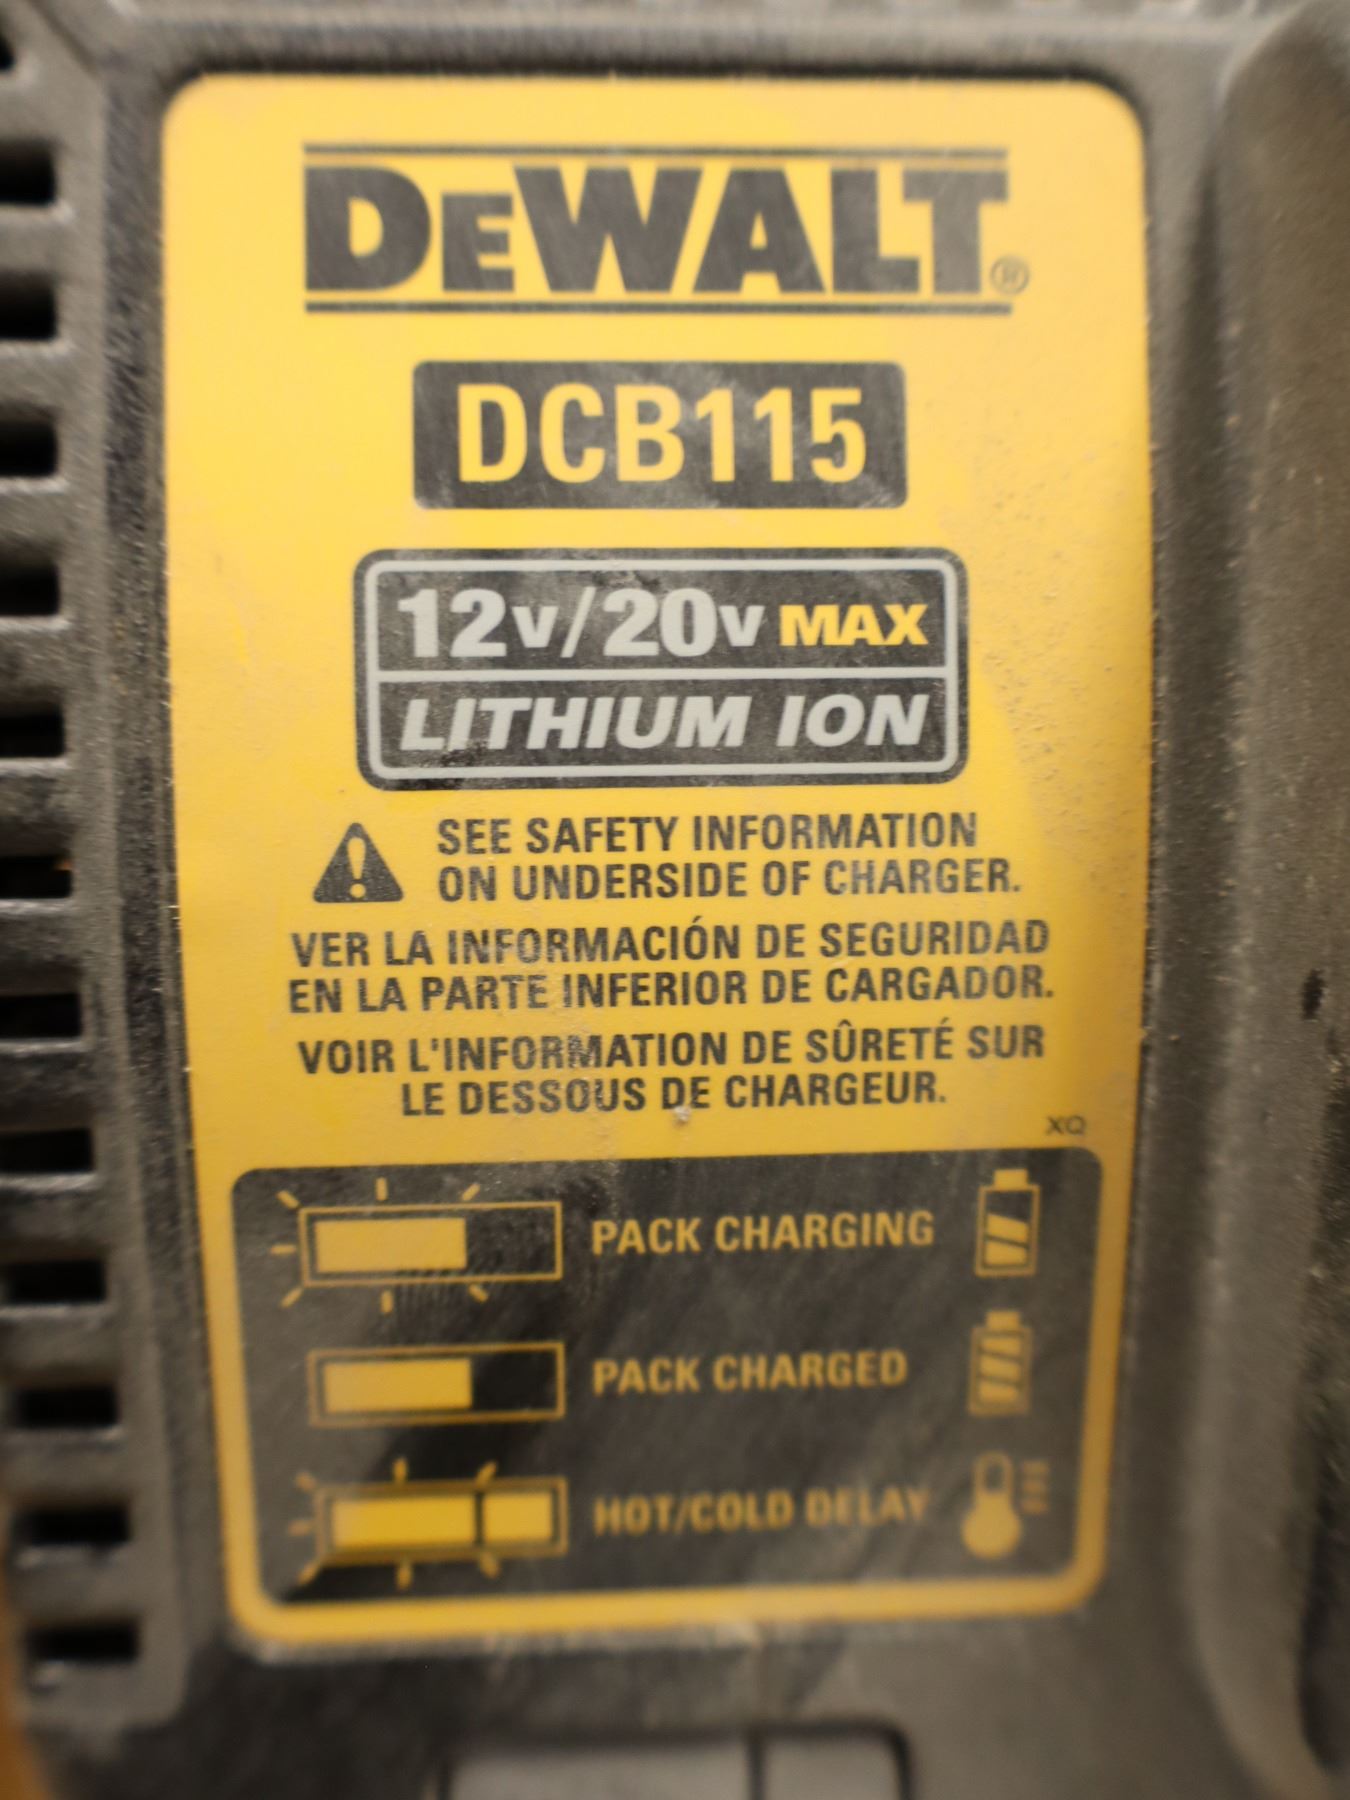 DEWALT®
DCB115
12V/20V MAX
LITHIUM ION
SEE SAFETY INFORMATION
ON UNDERSIDE OF CHARGER.
VER LA INFORMACIÓN DE SEGURIDAD
EN LA PARTE INFERIOR DE CARGADOR.
VOIR L'INFORMATION DE SÛRETÉ SUR
LE DESSOUS DE CHARGEUR.
XQ
PACK CHARGING
PACK CHARGED
HOT/COLD DELAY